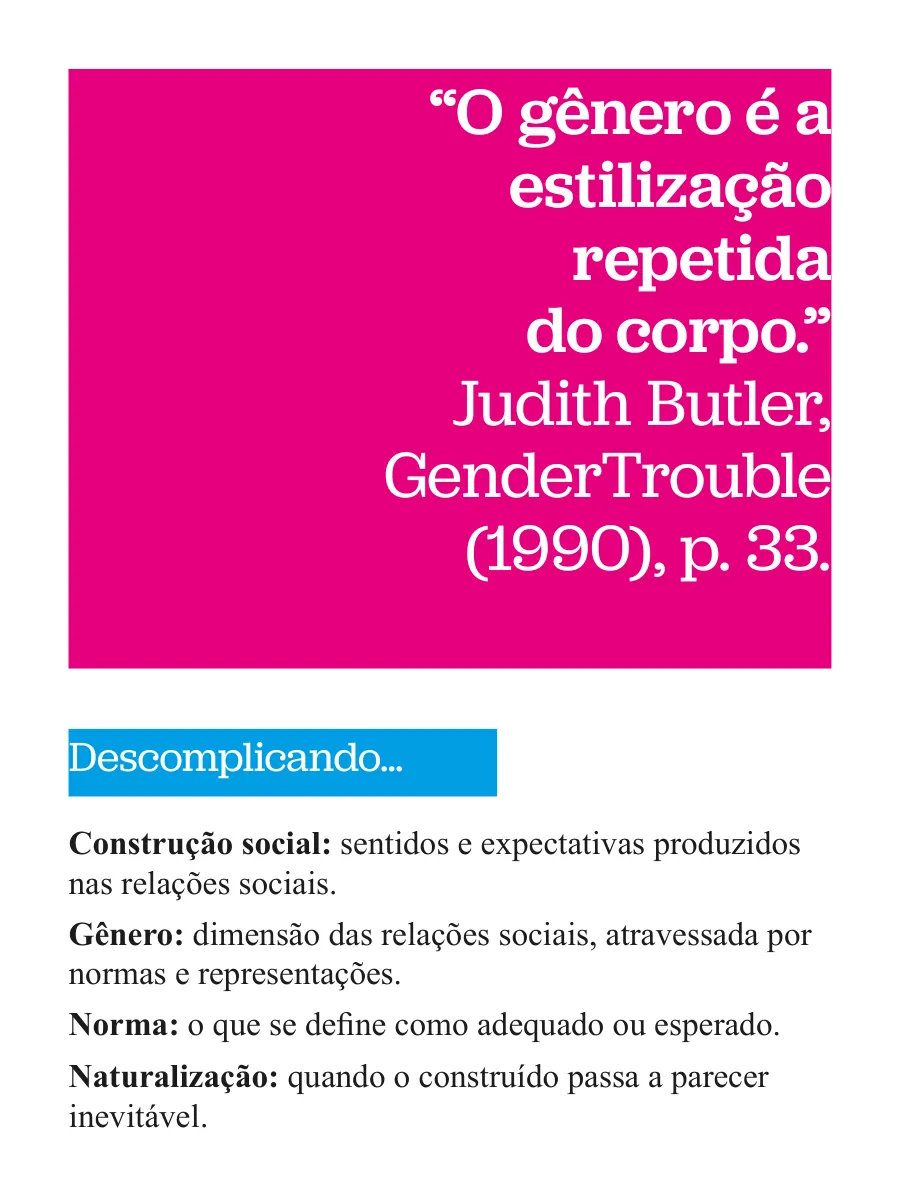 “O gênero é a
estilização
repetida
do corpo.”
Judith Butler,
GenderTrouble
(1990), p. 33.
Descomplicando...
Construção social: sentidos e expectativas produzidos
nas relações sociais.
Gênero: dimensão das relações sociais, atravessada por
normas e representações.
Norma: o que se define como adequado ou esperado.
Naturalização: quando o construído passa a parecer
inevitável.